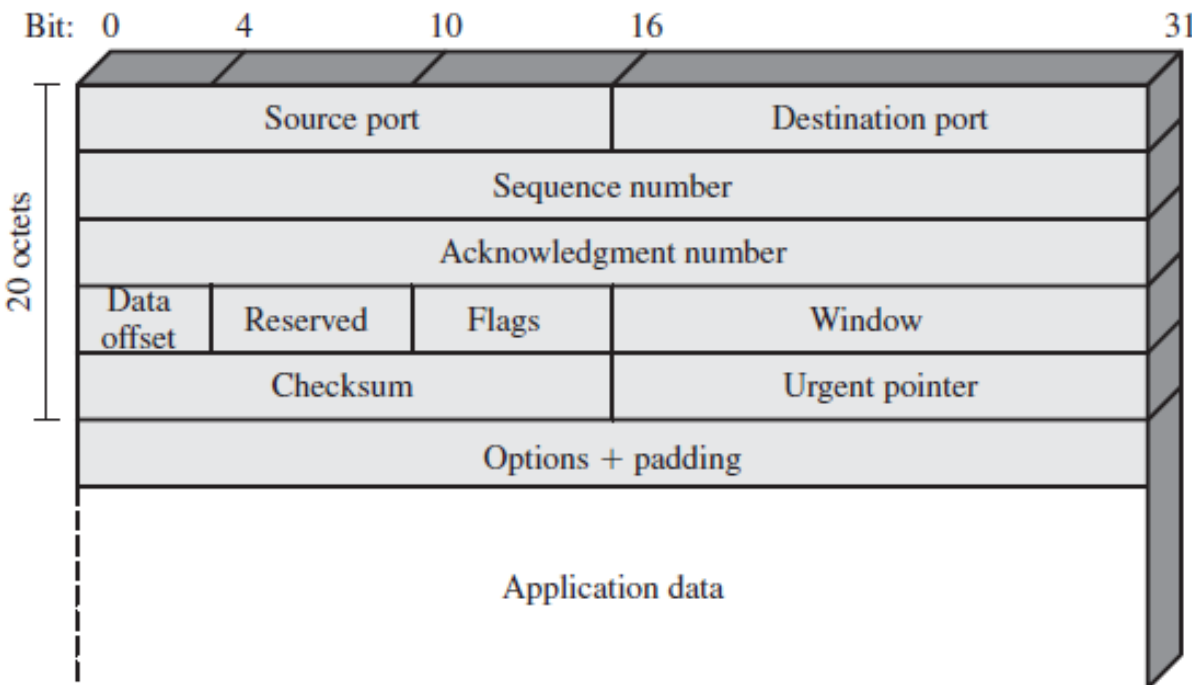 Bit: 0 4 10 16 31
Source port Destination port
Sequence number
Acknowledgment number
20 octets
Data
offset Reserved Flags Window
Checksum Urgent pointer
Options + padding
Application data